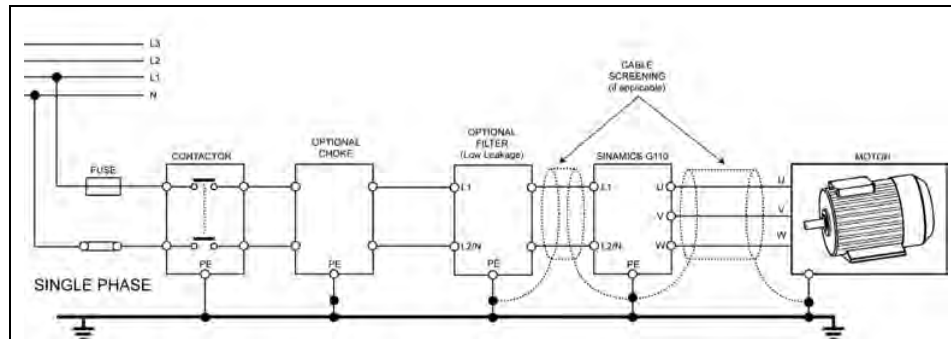 L3
L2
L1
N
CABLE
SCREENING
(if applicable)
FUSE
CONTACTOR
OPTIONAL
CHOKE
OPTIONAL
FILTER
(Low Leakage)
SINAMICS G110
MOTOR
L1
L1
U
U
V
V
W
W
L2/N
L2/N
PE
PE
PE
PE
SINGLE PHASE